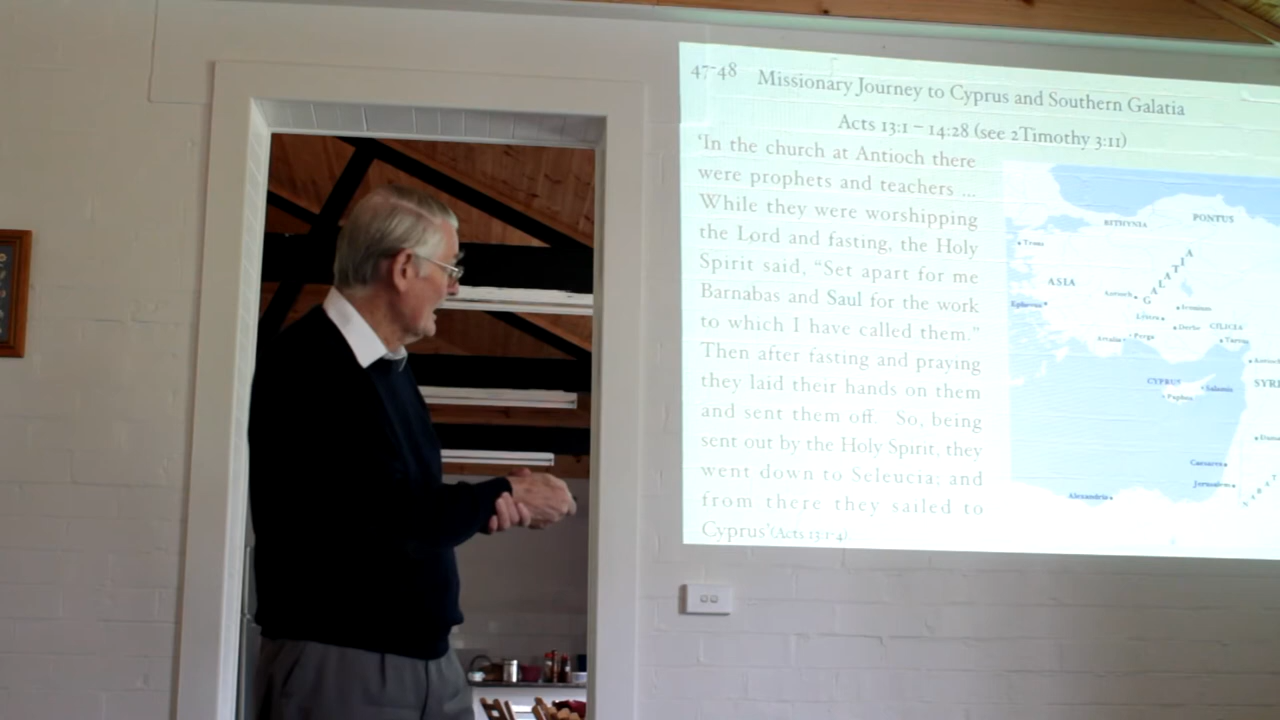 47-48 Missionary Journey to Cyprus and Southern Galatia
Acts 13:1 – 14:28 (see 2Timothy 3:11)
‘In the church at Antioch there
were prophets and teachers ...
While they were worshipping
the Lord and fasting, the Holy
Spirit said, “Set apart for me
Barnabas and Saul for the work
to which I have called them.”
Then after fasting and praying
they laid their hands on them
and sent them off. So, being
sent out by the Holy Spirit, they
went down to Seleucia; and
from there they sailed to
Cyprus’(Acts 13:1-4)
BITHYNIA
PONTUS
Troas
ASIA
GALATIA
Ephesus
Antioch
Iconium
Lystra
Derbe
CILICIA
Attalia
Perga
Tarsus
CYPRUS
Salamis
Paphos
Caesarea
Jerusalem
Alexandria